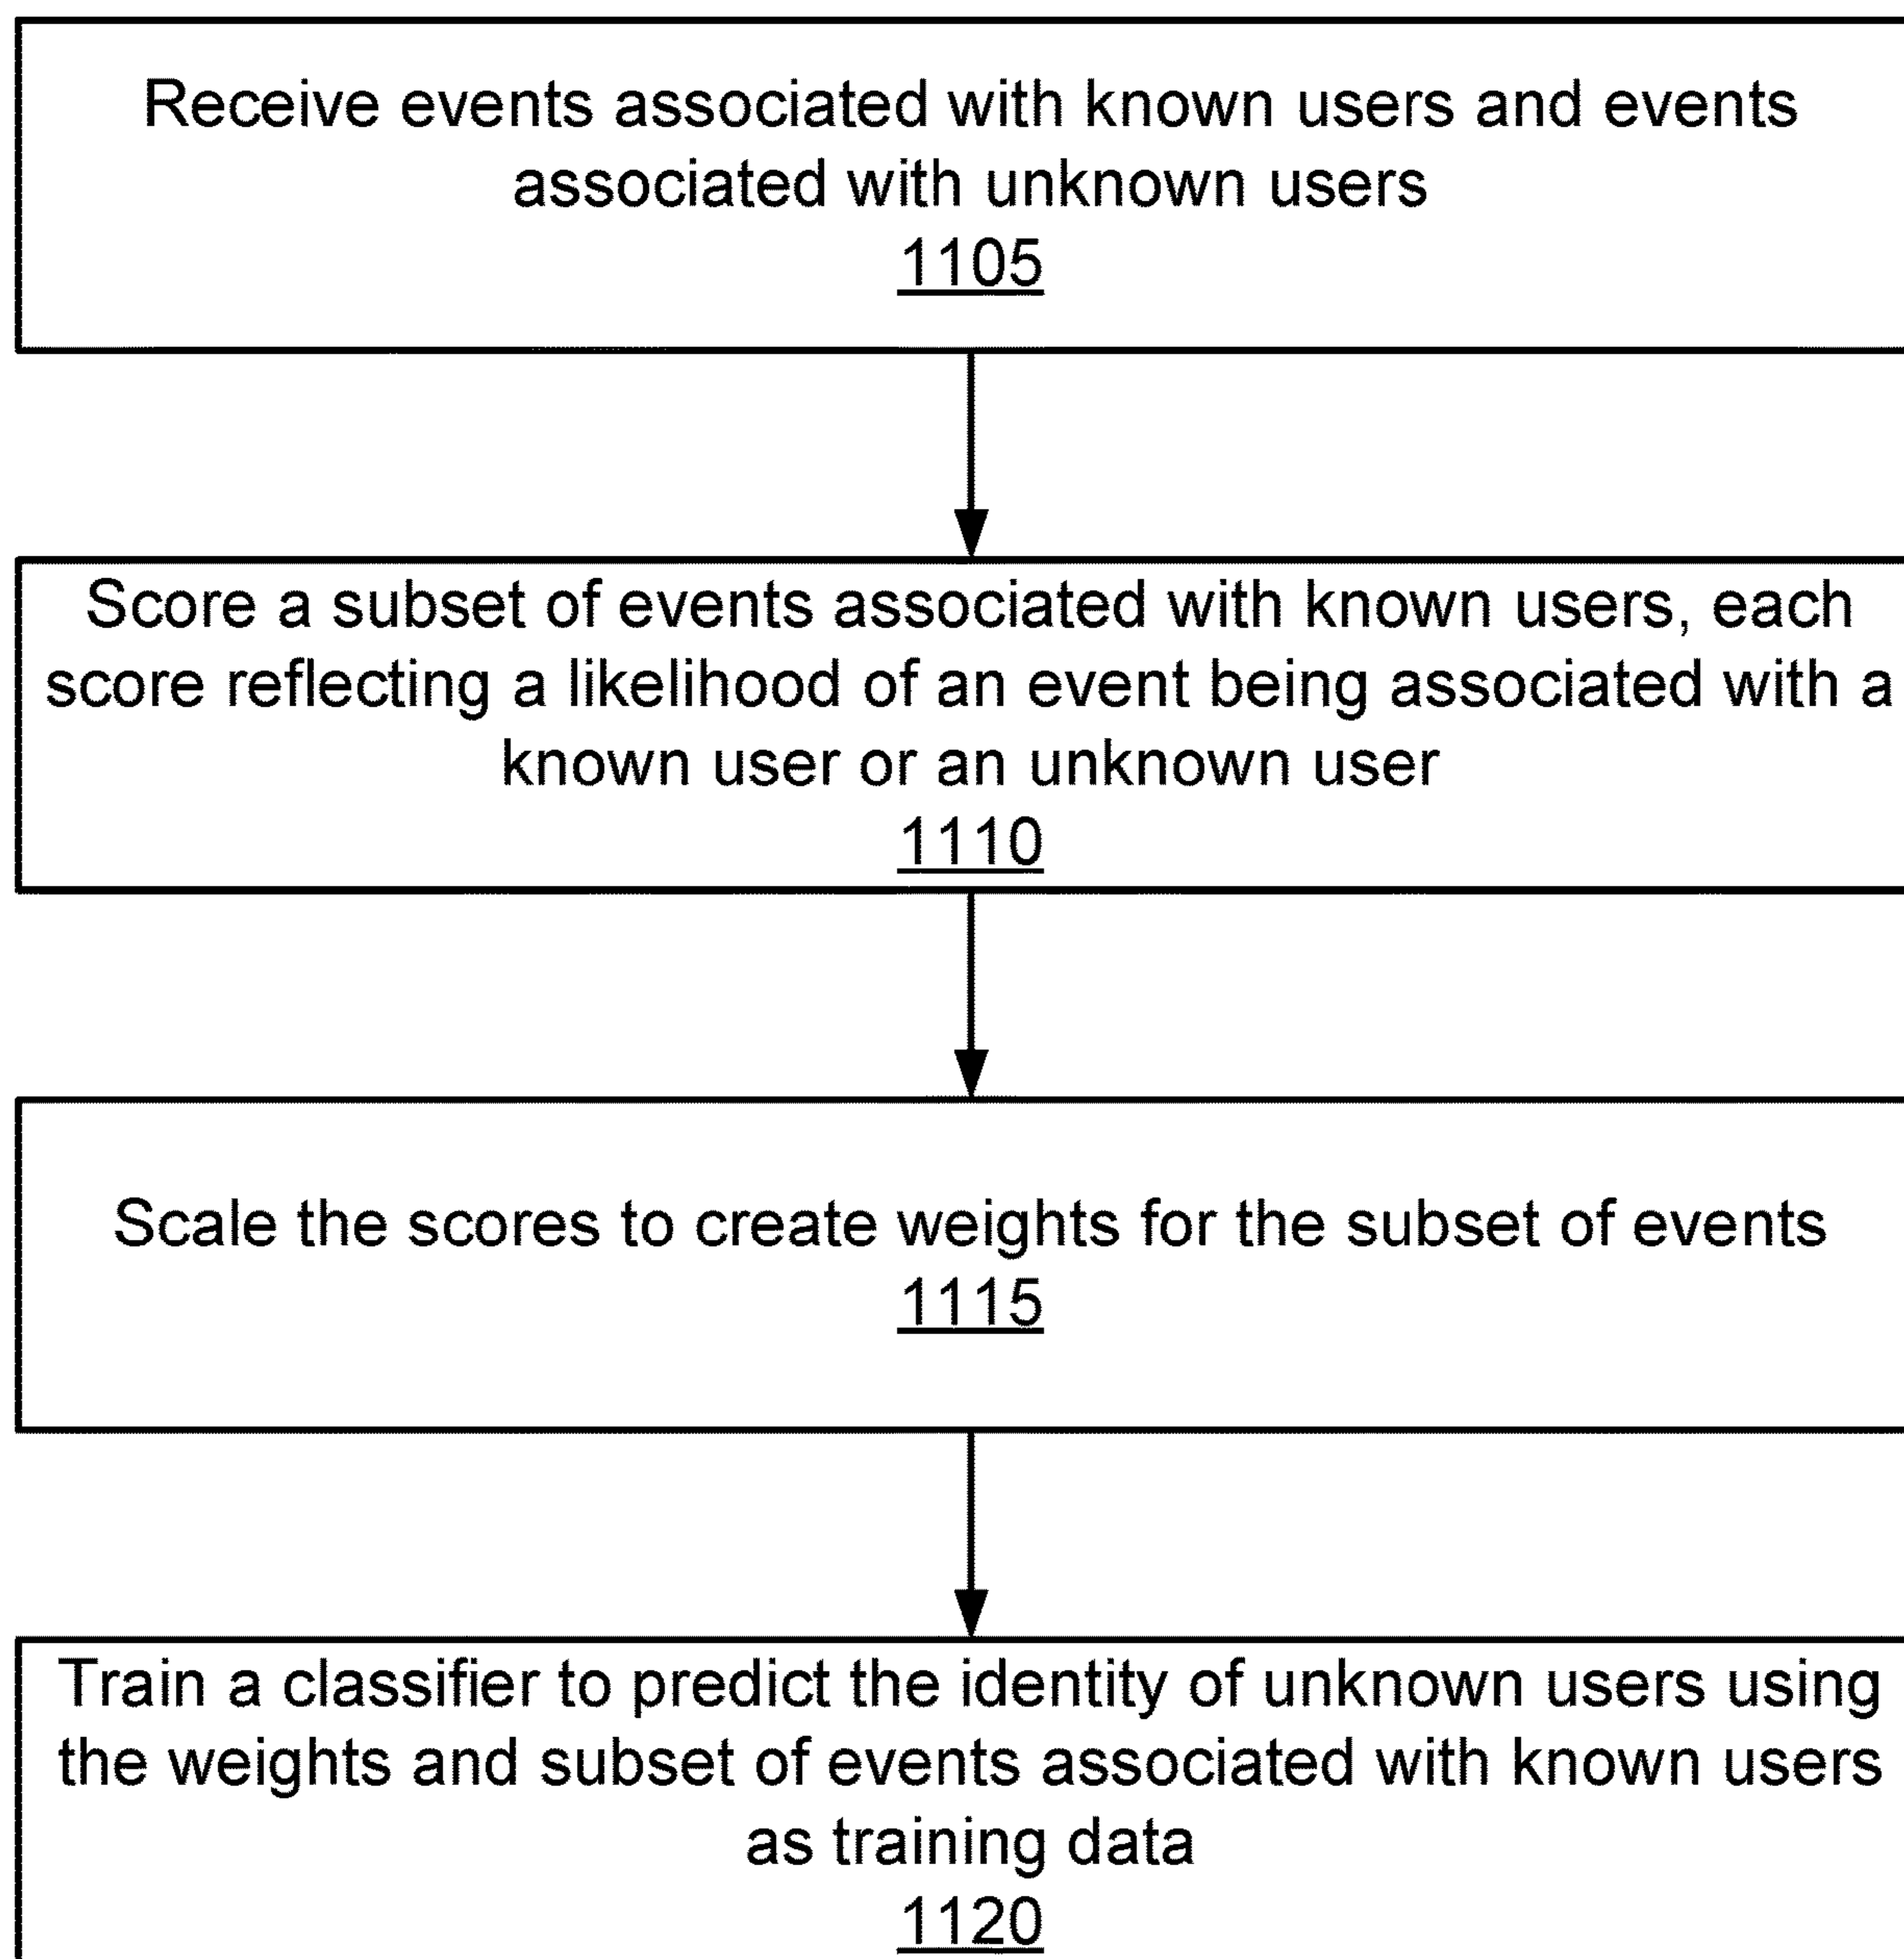 Receive events associated with known users and events
associated with unknown users
1105
Score a subset of events associated with known users, each
score reflecting a likelihood of an event being associated with a
known user or an unknown user
1110
Scale the scores to create weights for the subset of events
1115
Train a classifier to predict the identity of unknown users using
the weights and subset of events associated with known users
as training data
1120